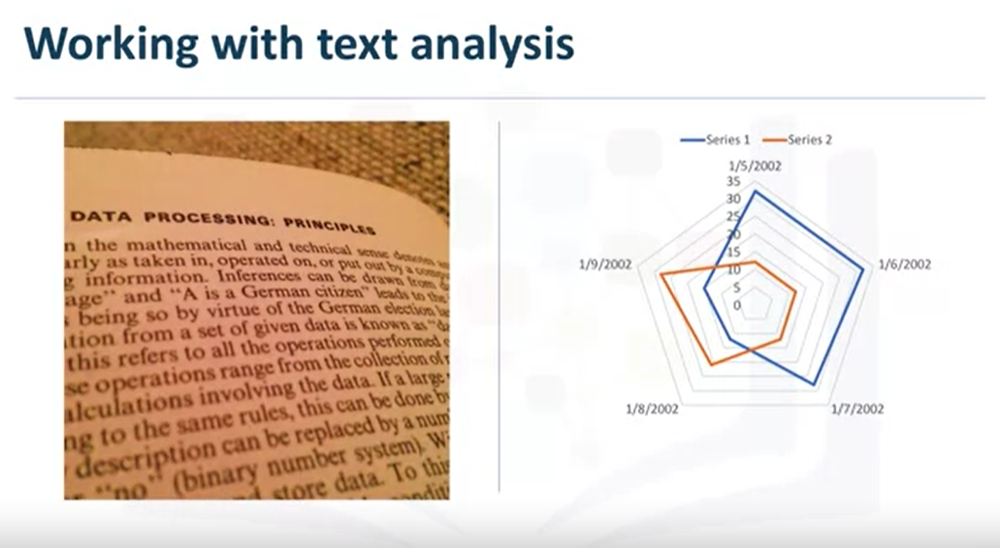 Working with text analysis
DATA PROCESSING: PRINCIPLES
n the mathematical and technical sense denotes
arly as taken in, operated on, or put out by a
g information. Inferences can be drawn from
age" and "A is a German citizen" leads to the
being so by virtue of the German election
tion from a set of given data is known as
this refers to all the operations performed
se operations range from the collection of
alculations involving the data. If a large
ng to the same rules, this can be done
description can be replaced by a num
"no" (binary number system). W
store data. To this
Series 1 Series 2
1/5/2002
35
30
25
20
15
10
5
0
1/9/2002
1/6/2002
1/8/2002
1/7/2002